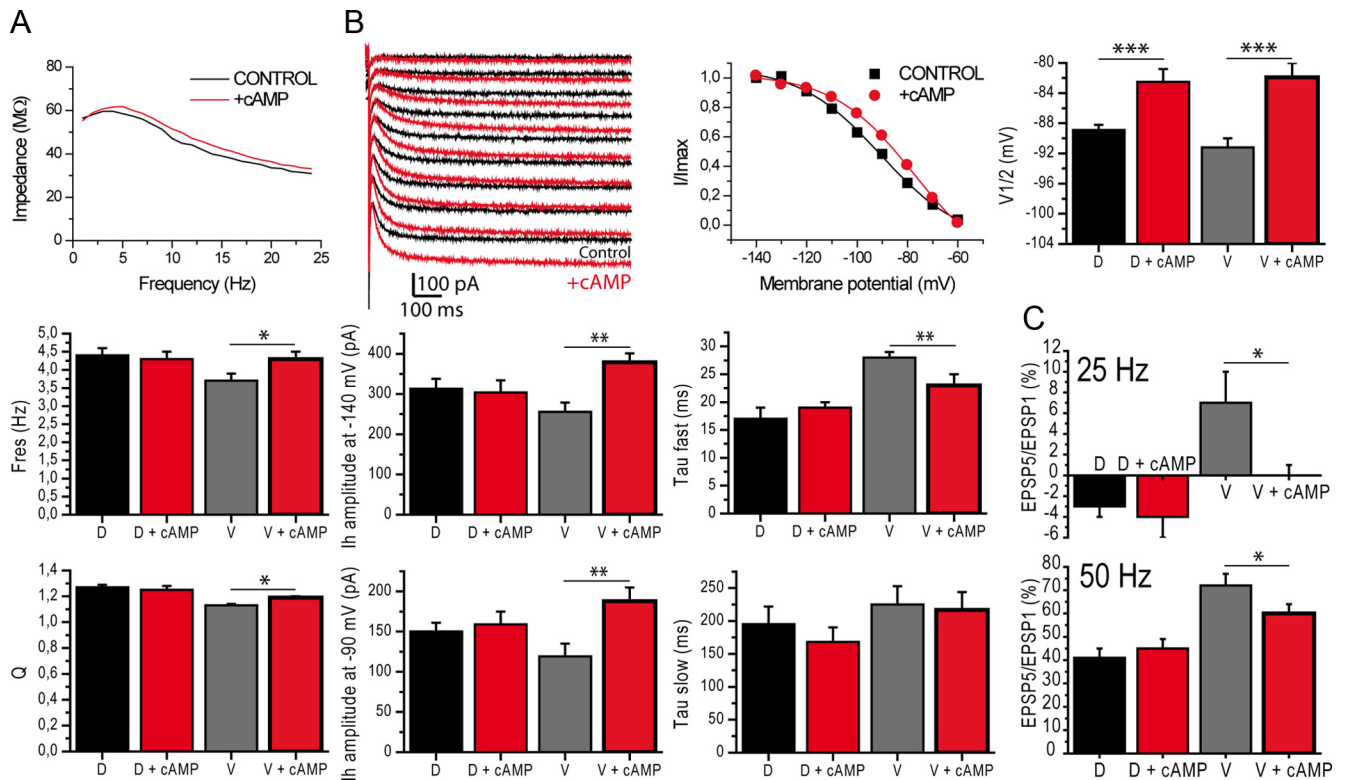 A
B
80
60
40
20
0
Impedance (MΩ)
CONTROL
+cAMP
0
5
10
15
20
25
Frequency (Hz)
Control
+cAMP
100 pA
100 ms
1,0
0,8
0,6
0,4
0,2
0,0
I/Imax
CONTROL
+cAMP
-140
-120
-100
-80
-60
Membrane potential (mV)
***
***
-80
-84
-88
-92
-96
-100
-104
V1/2 (mV)
D
D + cAMP
V
V + cAMP
5,0
4,5
4,0
3,5
3,0
2,5
2,0
1,5
1,0
0,5
0,0
Fres (Hz)
*
D
D + cAMP
V
V + cAMP
400
350
300
250
200
150
100
50
0
Ih amplitude at -140 mV (pA)
**
D
D + cAMP
V
V + cAMP
30
25
20
15
10
5
0
Tau fast (ms)
**
D
D + cAMP
V
V + cAMP
C
25 Hz
12
10
8
6
4
2
0
-2
-4
-6
EPSP5/EPSP1 (%)
*
D
D + cAMP
V
V + cAMP
1,4
1,2
1,0
0,8
0,6
0,4
0,2
0,0
Q
*
D
D + cAMP
V
V + cAMP
200
150
100
50
0
Ih amplitude at -90 mV (pA)
**
D
D + cAMP
V
V + cAMP
250
225
200
175
150
125
100
75
50
25
0
Tau slow (ms)
D
D + cAMP
V
V + cAMP
50 Hz
80
70
60
50
40
30
20
10
0
EPSP5/EPSP1 (%)
*
D
D + cAMP
V
V + cAMP